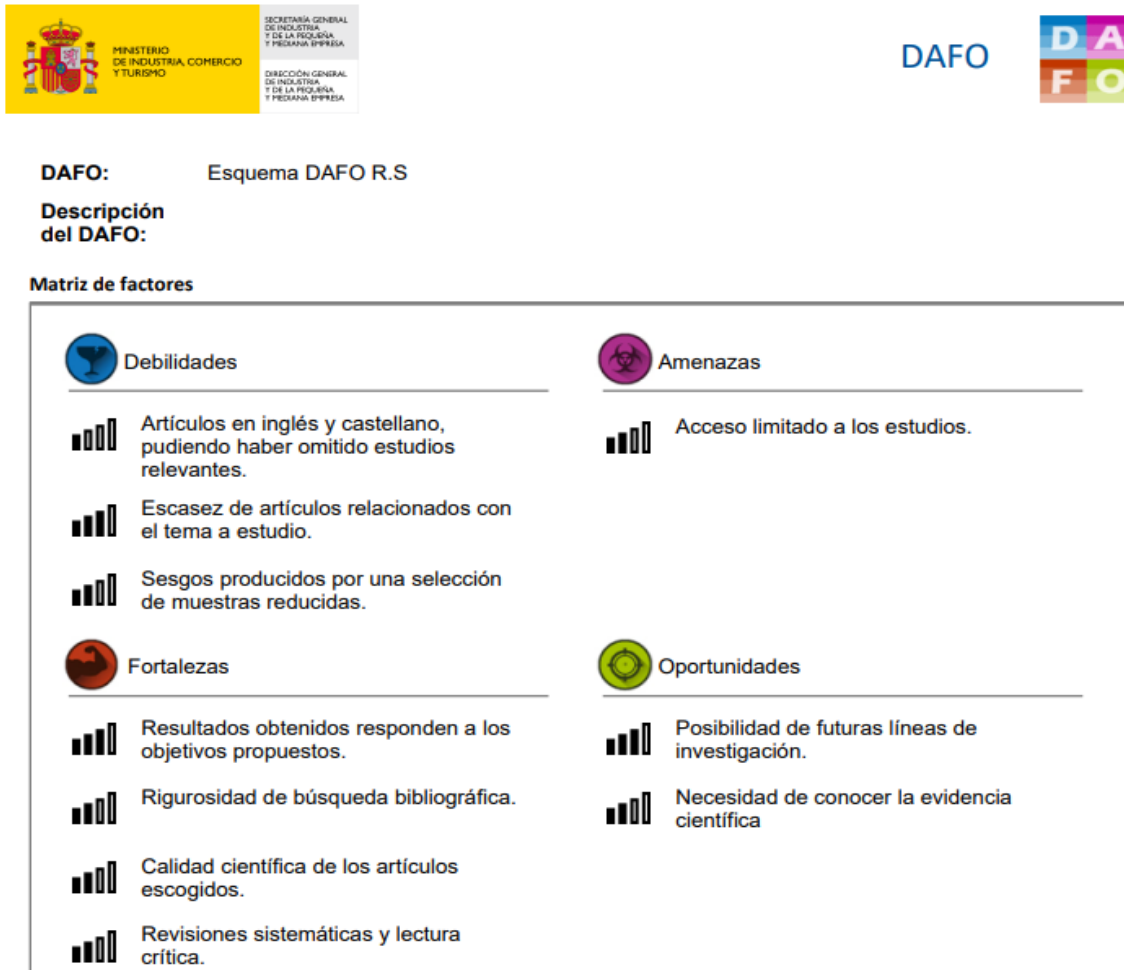 MINISTERIO
DE INDUSTRIA, COMERCIO
Y TURISMO
SECRETARÍA GENERAL
DE INDUSTRIA
Y DE LA PEQUEÑA
Y MEDIANA EMPRESA
DIRECCIÓN GENERAL
DE INDUSTRIA
Y DE LA PEQUEÑA
Y MEDIANA EMPRESA
DAFO
D A
F O
DAFO: Esquema DAFO R.S
Descripción
del DAFO:
Matriz de factores
Debilidades
Artículos en inglés y castellano,
pudiendo haber omitido estudios
relevantes.
Escasez de artículos relacionados con
el tema a estudio.
Sesgos producidos por una selección
de muestras reducidas.
Amenazas
Acceso limitado a los estudios.
Fortalezas
Resultados obtenidos responden a los
objetivos propuestos.
Rigurosidad de búsqueda bibliográfica.
Calidad científica de los artículos
escogidos.
Revisiones sistemáticas y lectura
crítica.
Oportunidades
Posibilidad de futuras líneas de
investigación.
Necesidad de conocer la evidencia
científica